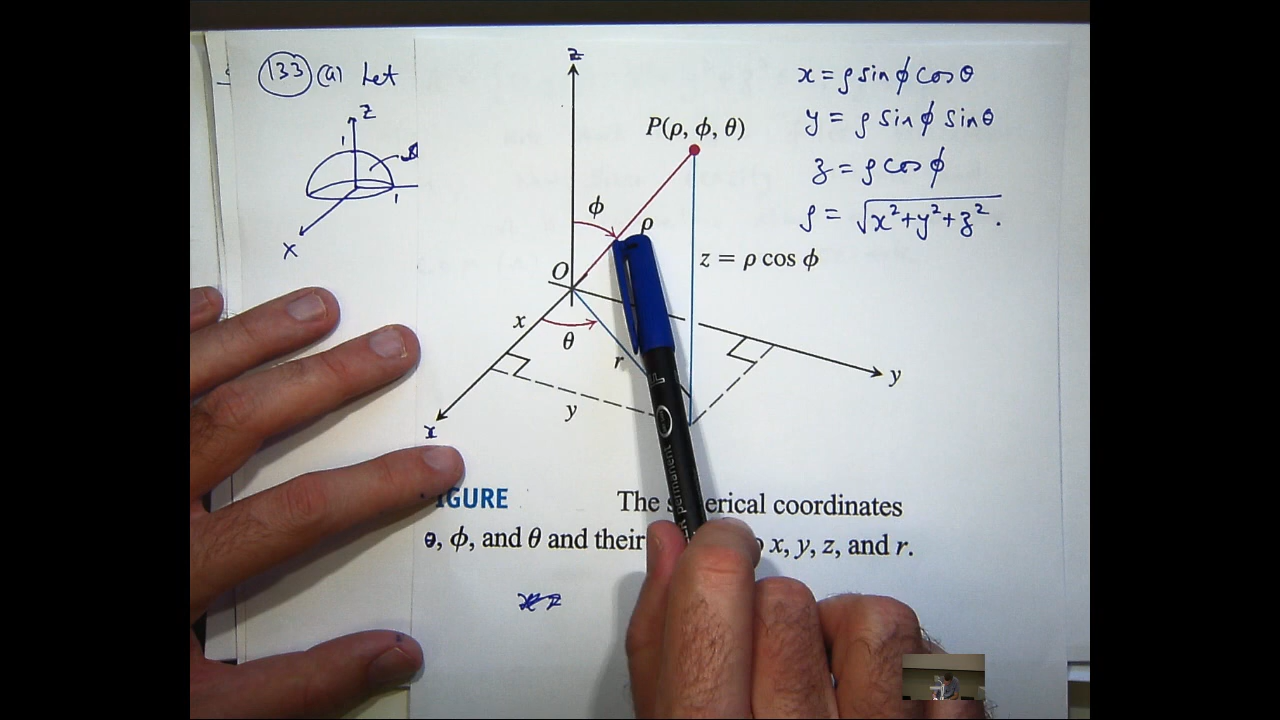 (133) (a) Let
z
1
1
x
z
P(ρ, ϕ, θ)
ϕ
ρ
z = ρ cos ϕ
O
x
θ
r
y
y
x
x = ρ sin ϕ cos θ
y = ρ sin ϕ sin θ
z = ρ cos ϕ
ρ = √(x² + y² + z²).
IGURE The erical coordinates
, ϕ, and θ and their x, y, z, and r.
permanent